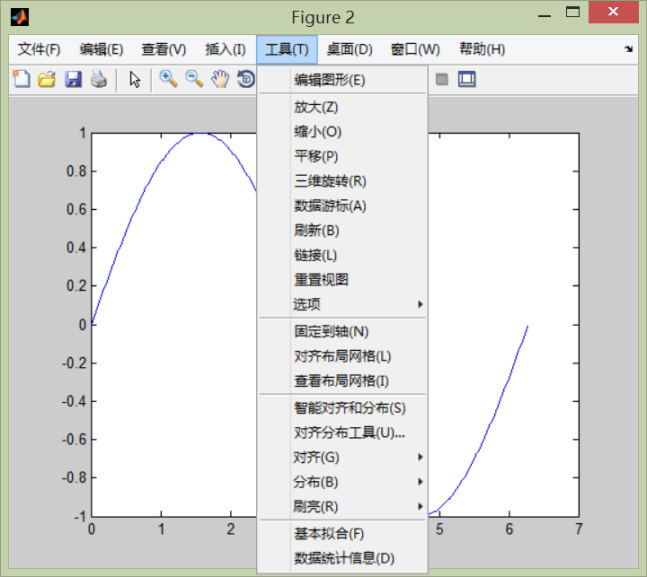 Figure 2
文件(F) 编辑(E) 查看(V) 插入(I) 工具(T) 桌面(D) 窗口(W) 帮助(H)
编辑图形(E)
放大(Z)
缩小(O)
平移(P)
三维旋转(R)
数据游标(A)
刷新(B)
链接(L)
重置视图
选项
固定到轴(N)
对齐布局网格(L)
查看布局网格(I)
智能对齐和分布(S)
对齐分布工具(U)...
对齐(G)
分布(B)
刷亮(R)
基本拟合(F)
数据统计信息(D)
1
0.8
0.6
0.4
0.2
0
-0.2
-0.4
-0.6
-0.8
-1
0 1 2 5 6 7